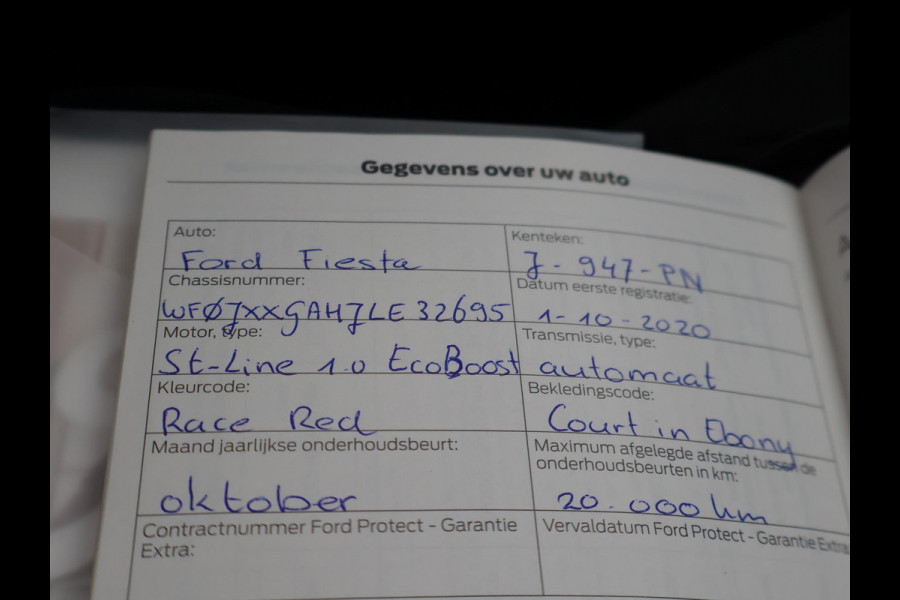 Gegevens over uw auto
Auto:
Ford Fiesta
Kenteken:
J-947-PN
Chassisnummer:
WFØJXXGAHJLE32695
Datum eerste registratie:
1-10-2020
Motor, type:
St-Line 1.0 EcoBoost
Transmissie, type:
automaat
Kleurcode:
Race Red
Bekledingscode:
Court in Ebony
Maand jaarlijkse onderhoudsbeurt:
oktober
Maximum afgelegde afstand tussen de
onderhoudsbeurten in km:
20.000 km
Contractnummer Ford Protect - Garantie
Extra:
Vervaldatum Ford Protect - Garantie Extra